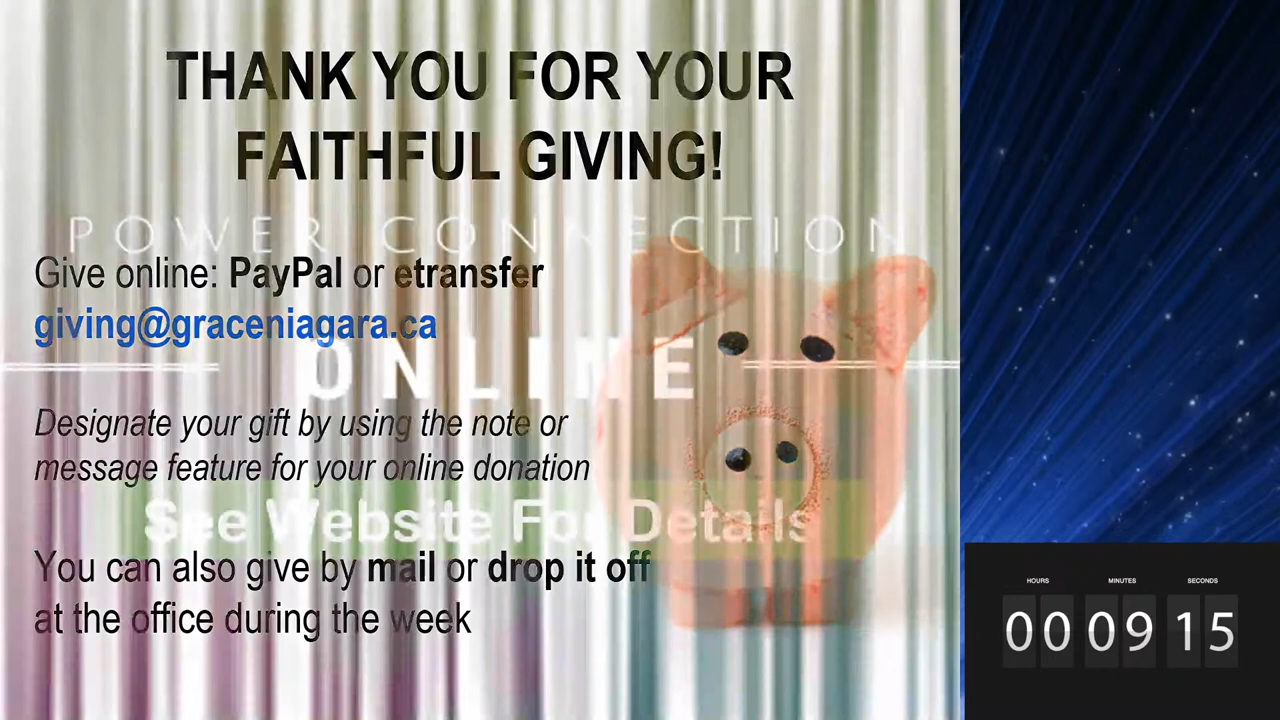 THANK YOU FOR YOUR
FAITHFUL GIVING!
POWER CONNECTION
Give online: PayPal or etransfer
giving@graceniagara.ca
ONLINE
Designate your gift by using the note or
message feature for your online donation
See Website For Details
You can also give by mail or drop it off
at the office during the week
HOURS MINUTES SECONDS
00 09 15